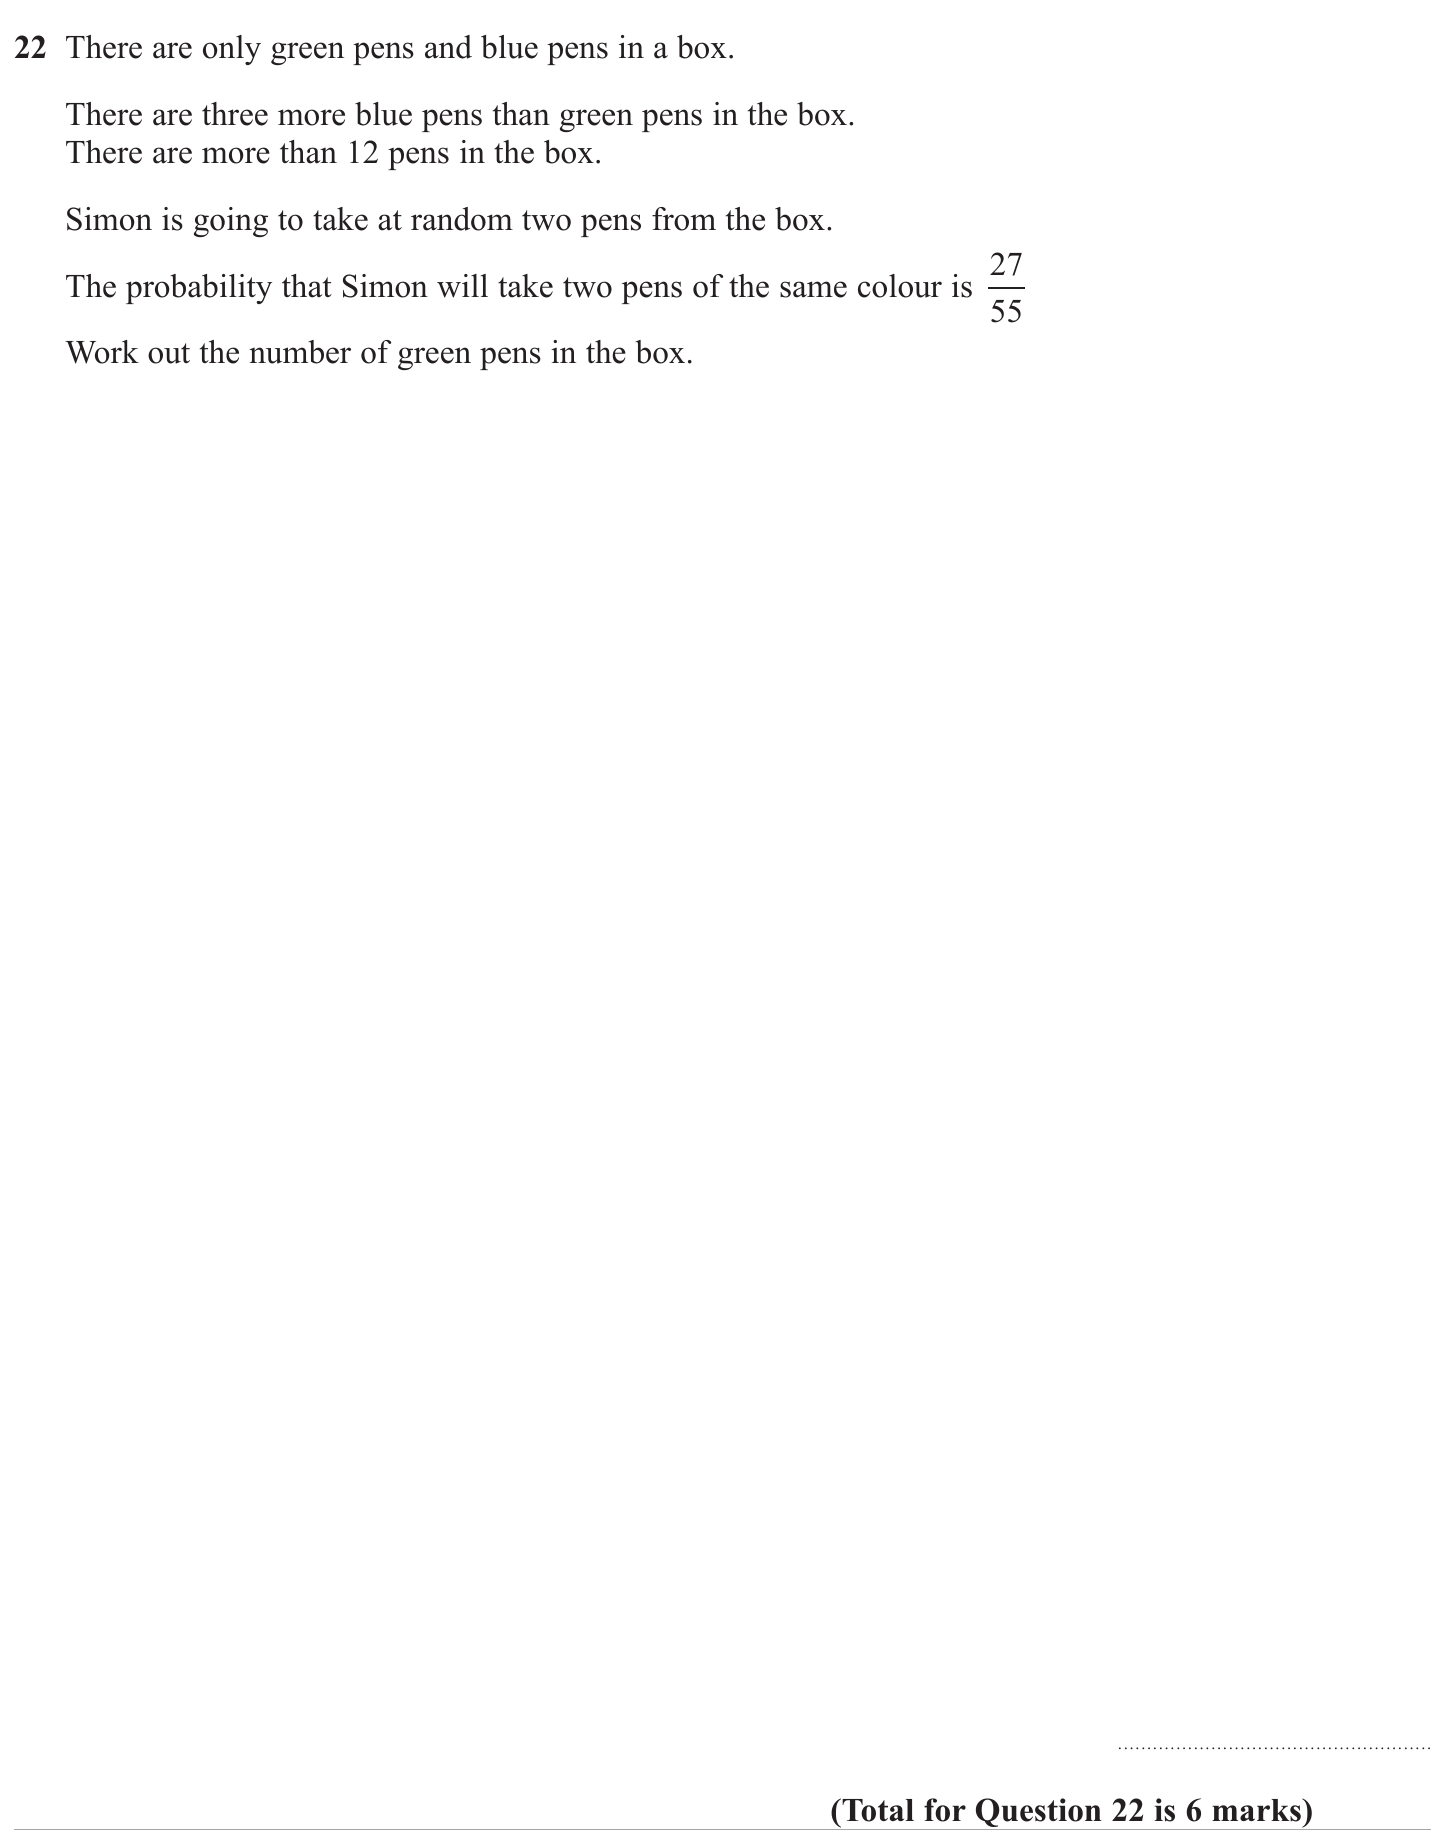 22 There are only green pens and blue pens in a box.
There are three more blue pens than green pens in the box.
There are more than 12 pens in the box.
Simon is going to take at random two pens from the box.
The probability that Simon will take two pens of the same colour is 27/55
Work out the number of green pens in the box.
(Total for Question 22 is 6 marks)